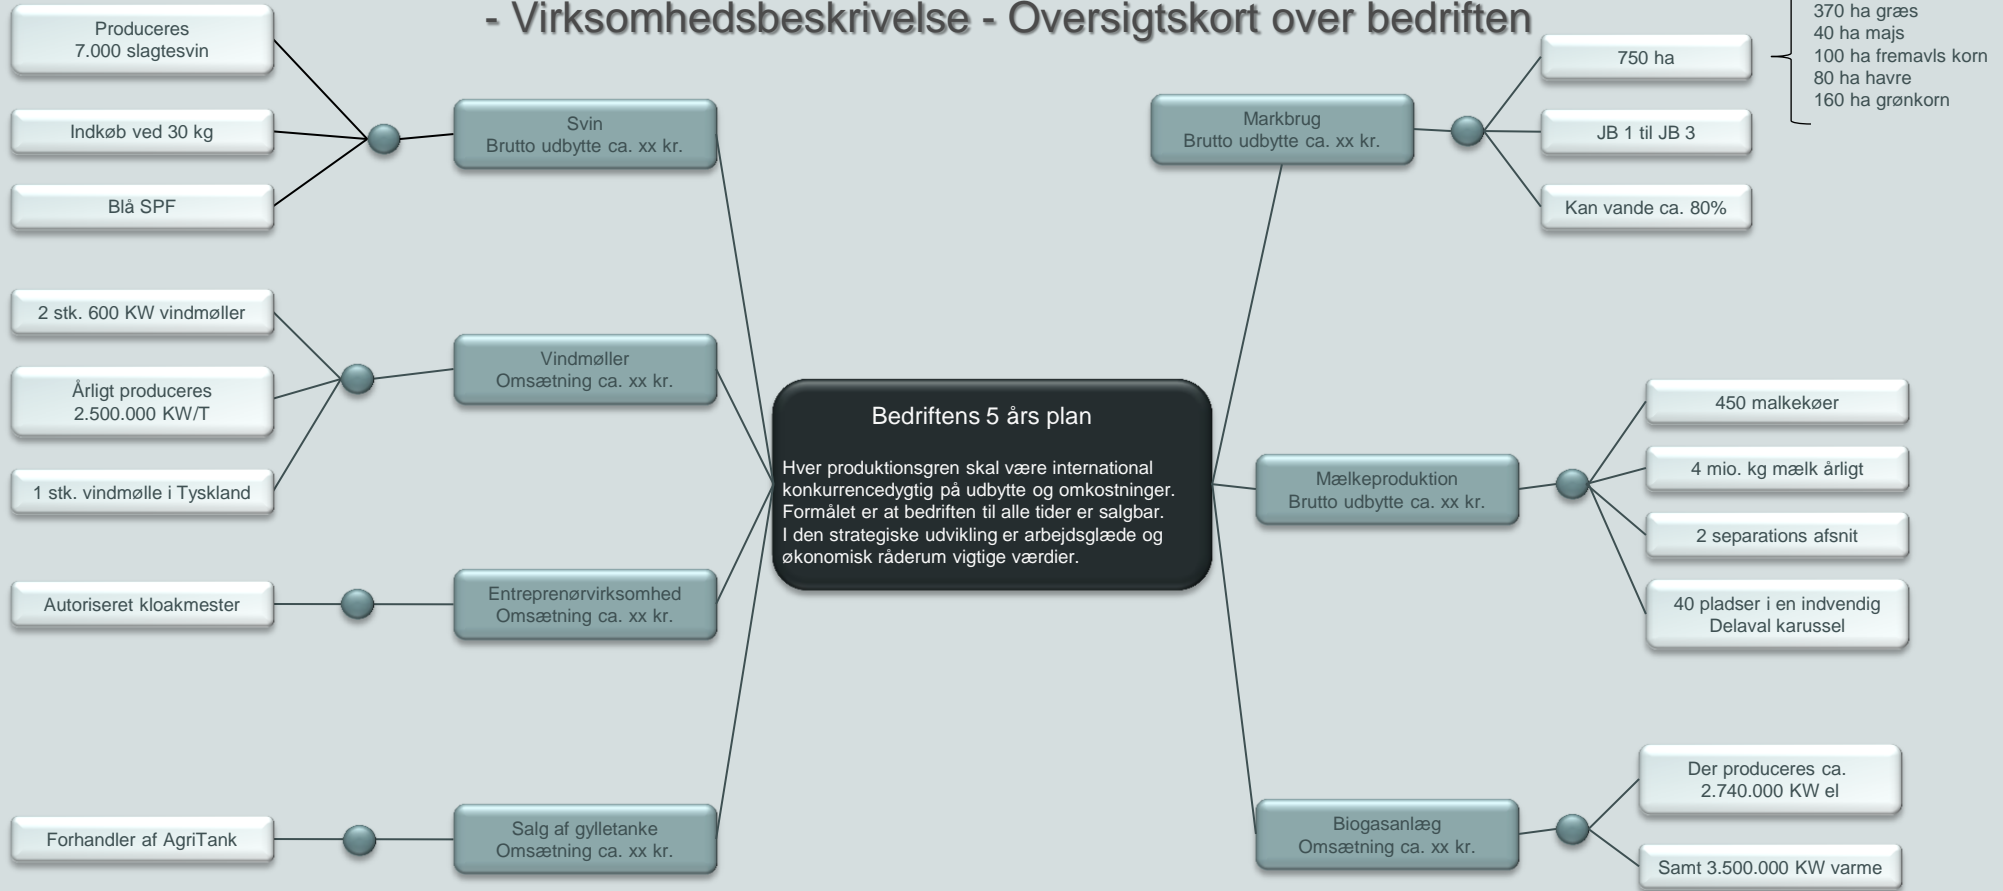 - Virksomhedsbeskrivelse - Oversigtskort over bedriften
Produceres
7.000 slagtesvin
Indkøb ved 30 kg
Blå SPF
Svin
Brutto udbytte ca. xx kr.
2 stk. 600 KW vindmøller
Årligt produceres
2.500.000 KW/T
1 stk. vindmølle i Tyskland
Vindmøller
Omsætning ca. xx kr.
Autoriseret kloakmester
Entreprenørvirksomhed
Omsætning ca. xx kr.
Forhandler af AgriTank
Salg af gylletanke
Omsætning ca. xx kr.
Bedriftens 5 års plan
Hver produktionsgren skal være international
konkurrencedygtig på udbytte og omkostninger.
Formålet er at bedriften til alle tider er salgbar.
I den strategiske udvikling er arbejdsglæde og
økonomisk råderum vigtige værdier.
Markbrug
Brutto udbytte ca. xx kr.
750 ha
JB 1 til JB 3
Kan vande ca. 80%
370 ha græs
40 ha majs
100 ha fremavls korn
80 ha havre
160 ha grønkorn
Mælkeproduktion
Brutto udbytte ca. xx kr.
450 malkekøer
4 mio. kg mælk årligt
2 separations afsnit
40 pladser i en indvendig
Delaval karussel
Biogasanlæg
Omsætning ca. xx kr.
Der produceres ca.
2.740.000 KW el
Samt 3.500.000 KW varme